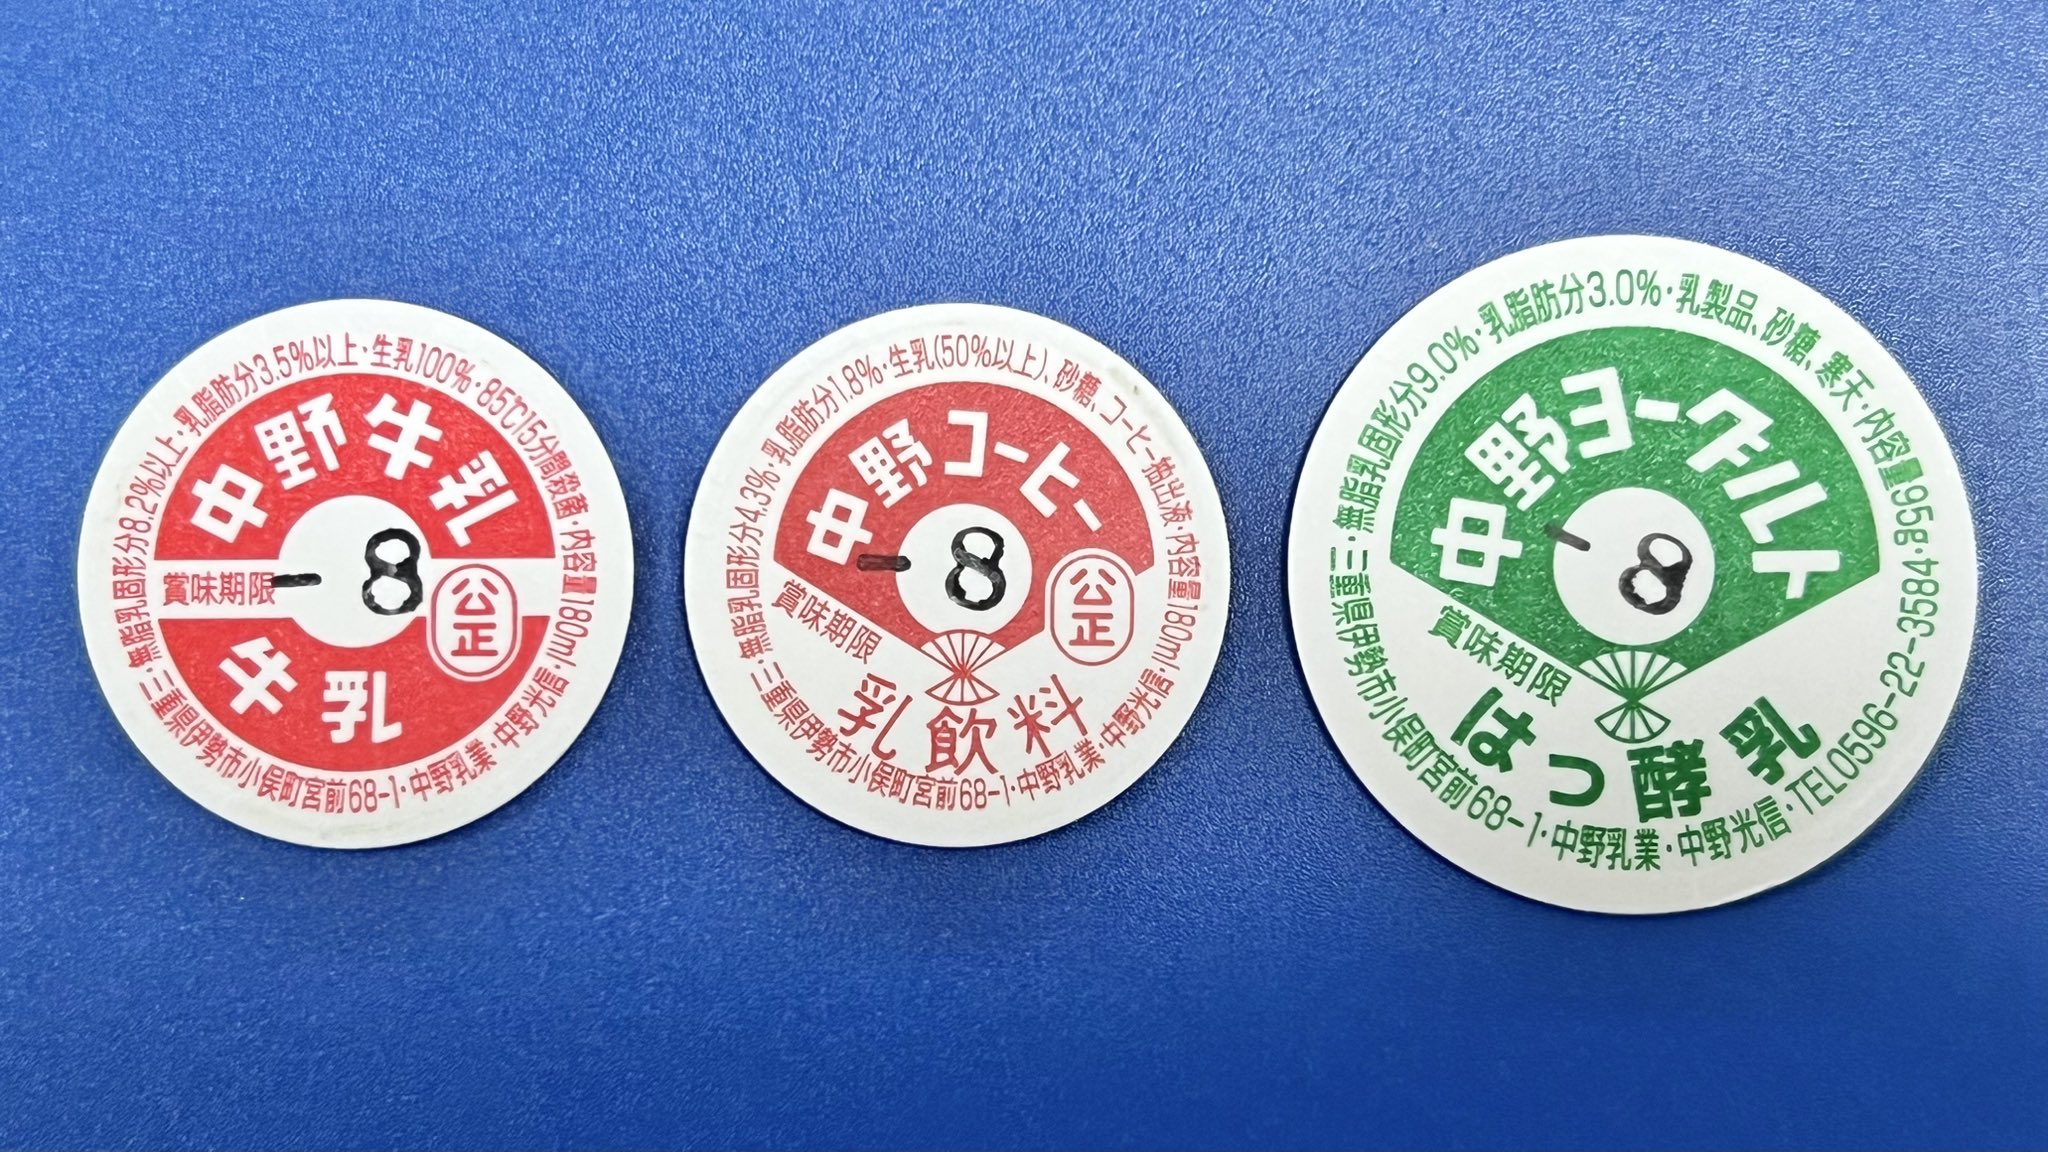 無脂乳固形分8.2%以上・乳脂肪分3.5%以上・生乳100%・85℃15分間殺菌・内容量180ml・
中野牛乳
賞味期限
- 8
公正
牛乳
三重県伊勢市小俣町宮前68-1・中野乳業・中野光信・
無脂乳固形分4.3%・乳脂肪分1.8%・生乳(50%以上)、砂糖、コーヒー抽出液・内容量180ml・
中野コーヒー
- 8
公正
賞味期限
乳飲料
三重県伊勢市小俣町宮前68-1・中野乳業・中野光信・
無脂乳固形分9.0%・乳脂肪分3.0%・乳製品、砂糖、寒天・内容量95g・
中野ヨーグルト
- 8
賞味期限
はっ酵乳
三重県伊勢市小俣町宮前68-1・中野乳業・中野光信・TEL0596-22-3584